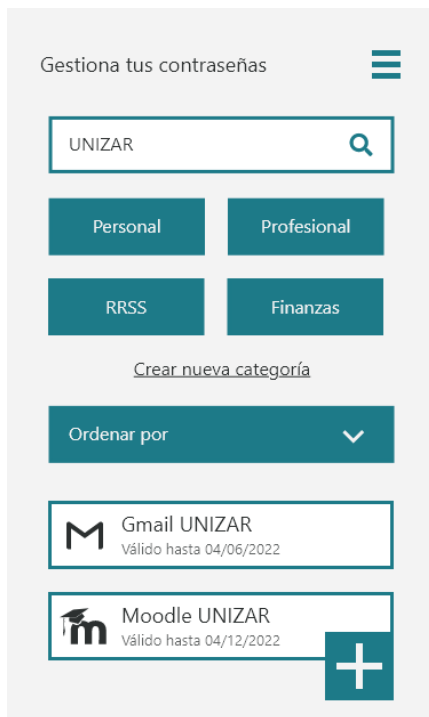 Gestiona tus contraseñas
UNIZAR
Personal
Profesional
RRSS
Finanzas
Crear nueva categoría
Ordenar por
Gmail UNIZAR
Válido hasta 04/06/2022
Moodle UNIZAR
Válido hasta 04/12/2022